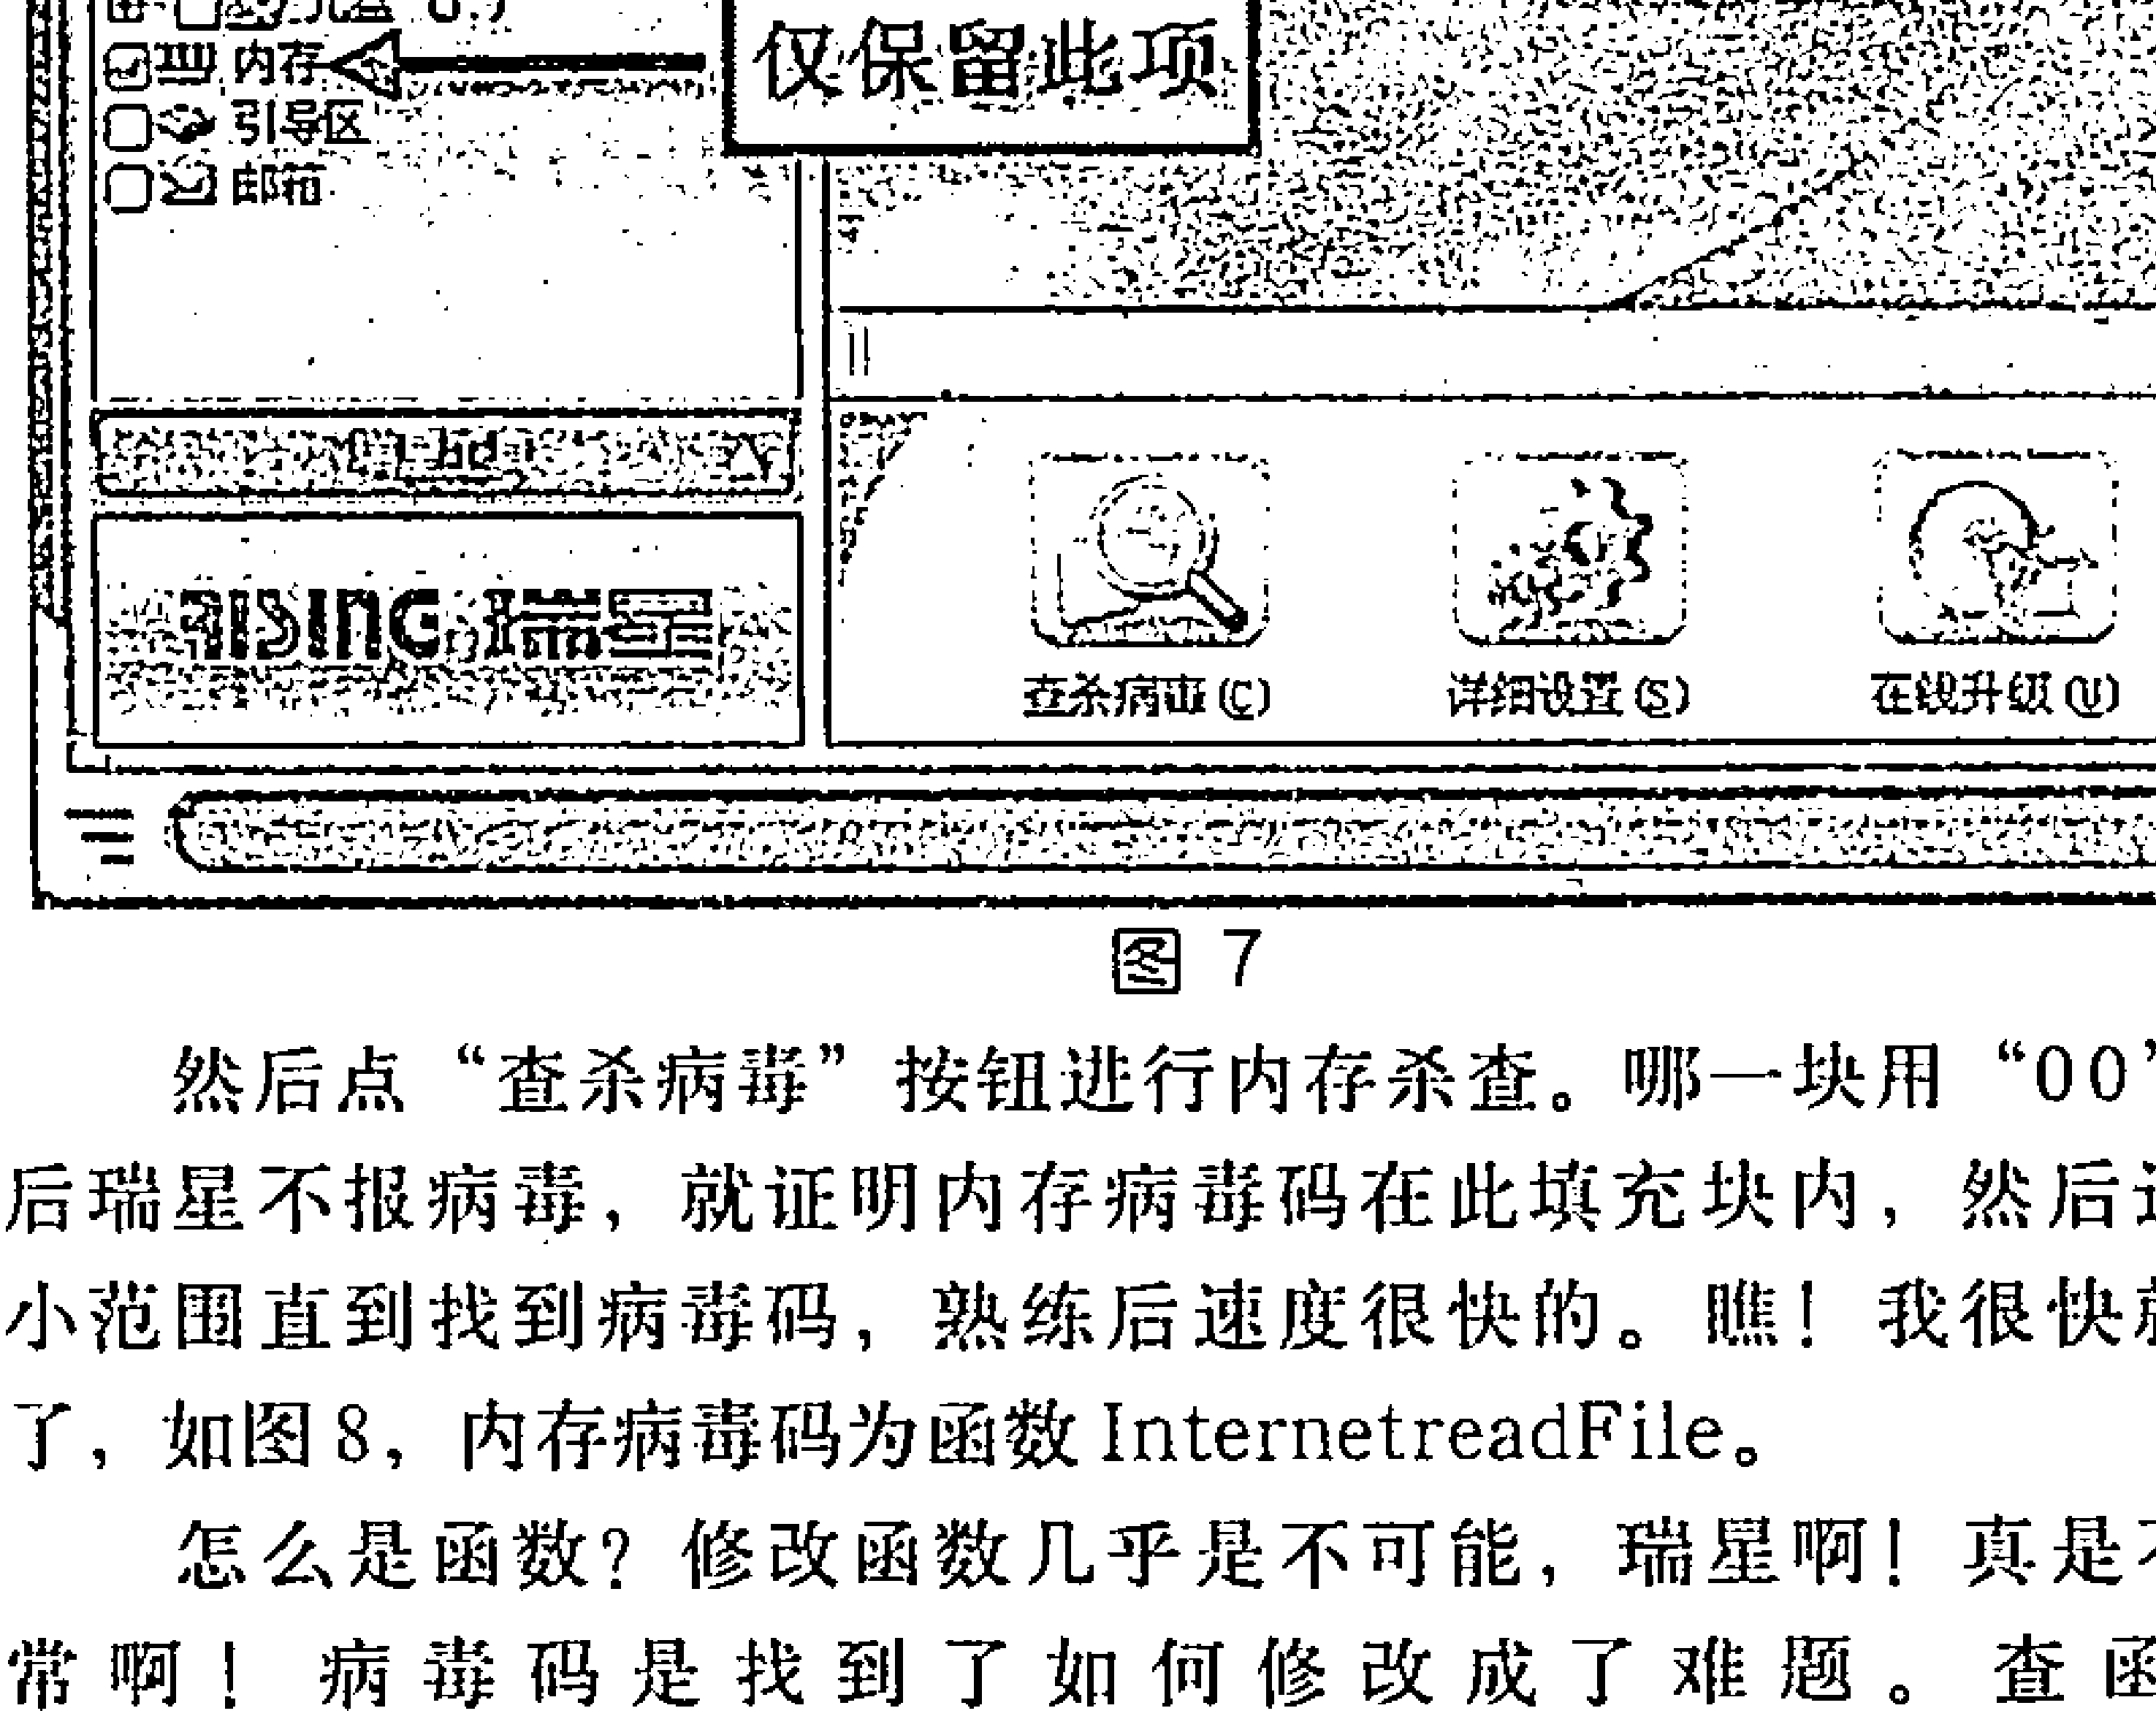 仅保留此项
内存
引导区
邮箱
信息中心
RISING 瑞星
查杀病毒(C)
详细设置(S)
在线升级(U)
图 7
然后点“查杀病毒”按钮进行内存杀查。哪一块用“00”
后瑞星不报病毒，就证明内存病毒码在此填充块内，然后
小范围直到找到病毒码，熟练后速度很快的。瞧！我很快
了，如图8，内存病毒码为函数InternetreadFile。
怎么是函数？修改函数几乎是不可能，瑞星啊！真是不
常啊！病毒码是找到了如何修改成了难题。查函